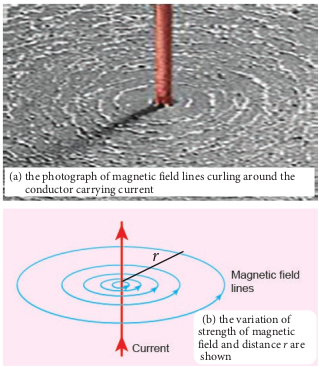 (a) the photograph of magnetic field lines curling around the
conductor carrying current
r
Magnetic field
lines
(b) the variation of
strength of magnetic
field and distance r are
shown
Current